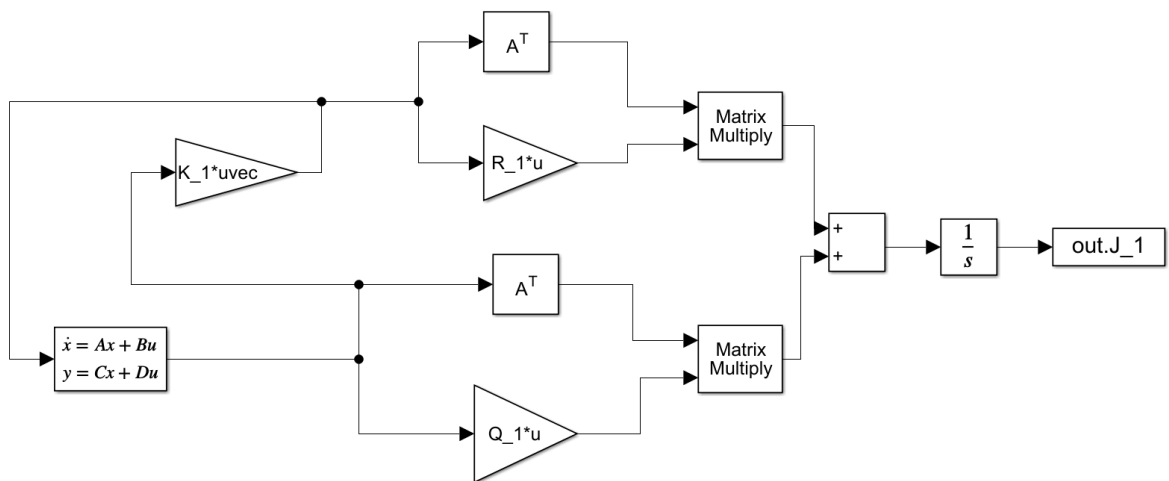 A^T
Matrix
Multiply
K_1*uvec
R_1*u
+
+
1
s
out.J_1
A^T
ẋ = Ax + Bu
y = Cx + Du
Matrix
Multiply
Q_1*u